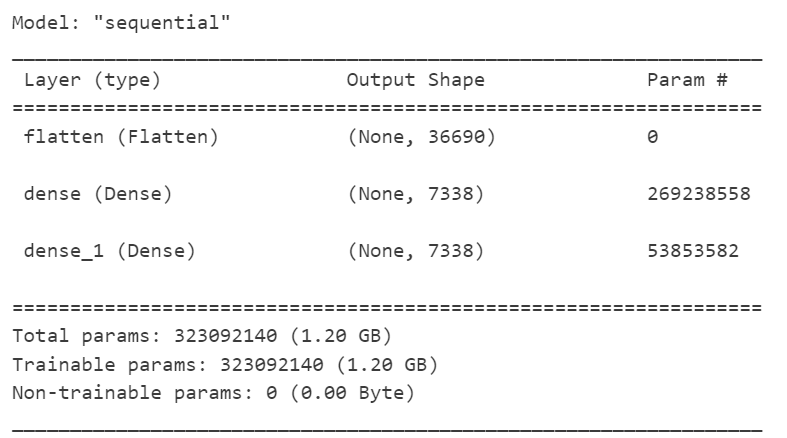 Model: "sequential"
_________________________________________________________________
Layer (type) Output Shape Param #
=================================================================
flatten (Flatten) (None, 36690) 0
dense (Dense) (None, 7338) 269238558
dense_1 (Dense) (None, 7338) 53853582
=================================================================
Total params: 323092140 (1.20 GB)
Trainable params: 323092140 (1.20 GB)
Non-trainable params: 0 (0.00 Byte)
_________________________________________________________________